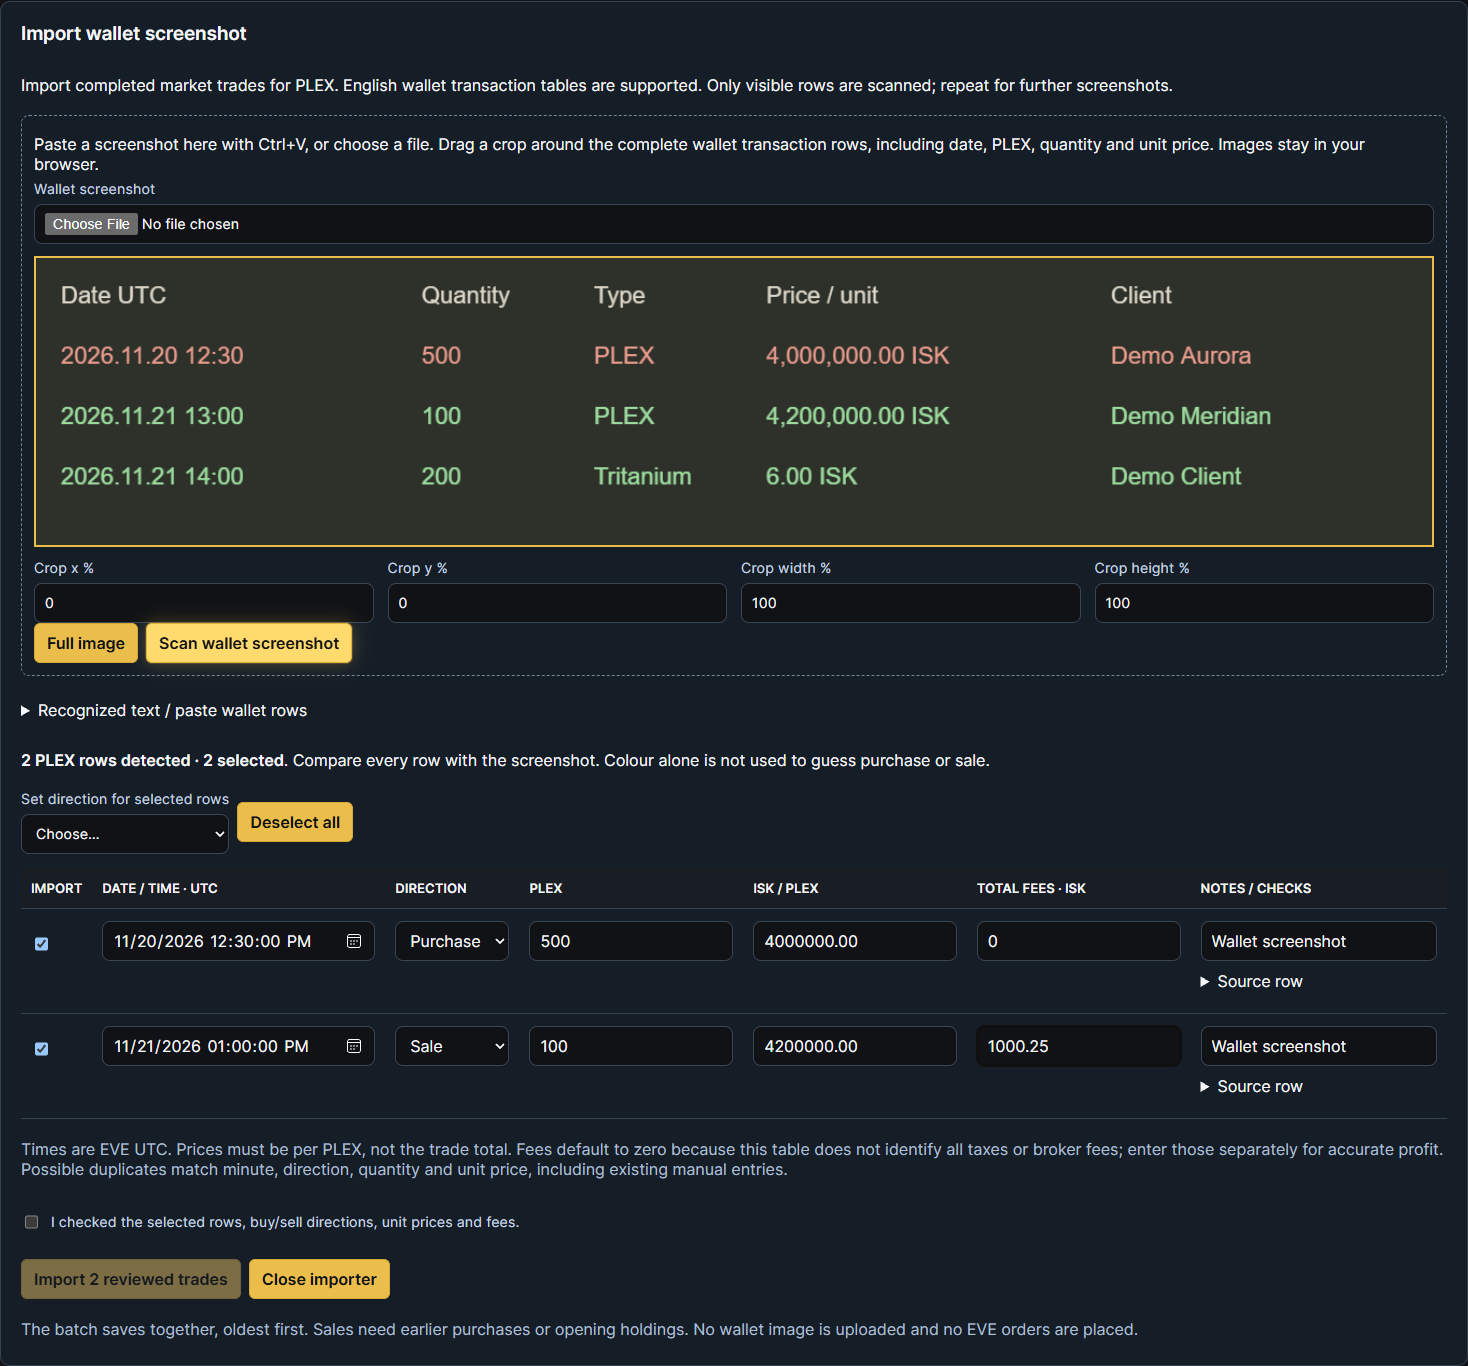 Import wallet screenshot
Import completed market trades for PLEX. English wallet transaction tables are supported. Only visible rows are scanned; repeat for further screenshots.
Paste a screenshot here with Ctrl+V, or choose a file. Drag a crop around the complete wallet transaction rows, including date, PLEX, quantity and unit price. Images stay in your
browser.
Wallet screenshot
Choose File No file chosen
Date UTC Quantity Type Price / unit Client
2026.11.20 12:30 500 PLEX 4,000,000.00 ISK Demo Aurora
2026.11.21 13:00 100 PLEX 4,200,000.00 ISK Demo Meridian
2026.11.21 14:00 200 Tritanium 6.00 ISK Demo Client
Crop x % Crop y % Crop width % Crop height %
0 0 100 100
Full image Scan wallet screenshot
Recognized text / paste wallet rows
2 PLEX rows detected · 2 selected. Compare every row with the screenshot. Colour alone is not used to guess purchase or sale.
Set direction for selected rows
Choose... Deselect all
IMPORT DATE / TIME · UTC DIRECTION PLEX ISK / PLEX TOTAL FEES · ISK NOTES / CHECKS
11/20/2026 12:30:00 PM Purchase 500 4000000.00 0 Wallet screenshot
Source row
11/21/2026 01:00:00 PM Sale 100 4200000.00 1000.25 Wallet screenshot
Source row
Times are EVE UTC. Prices must be per PLEX, not the trade total. Fees default to zero because this table does not identify all taxes or broker fees; enter those separately for accurate profit.
Possible duplicates match minute, direction, quantity and unit price, including existing manual entries.
I checked the selected rows, buy/sell directions, unit prices and fees.
Import 2 reviewed trades Close importer
The batch saves together, oldest first. Sales need earlier purchases or opening holdings. No wallet image is uploaded and no EVE orders are placed.